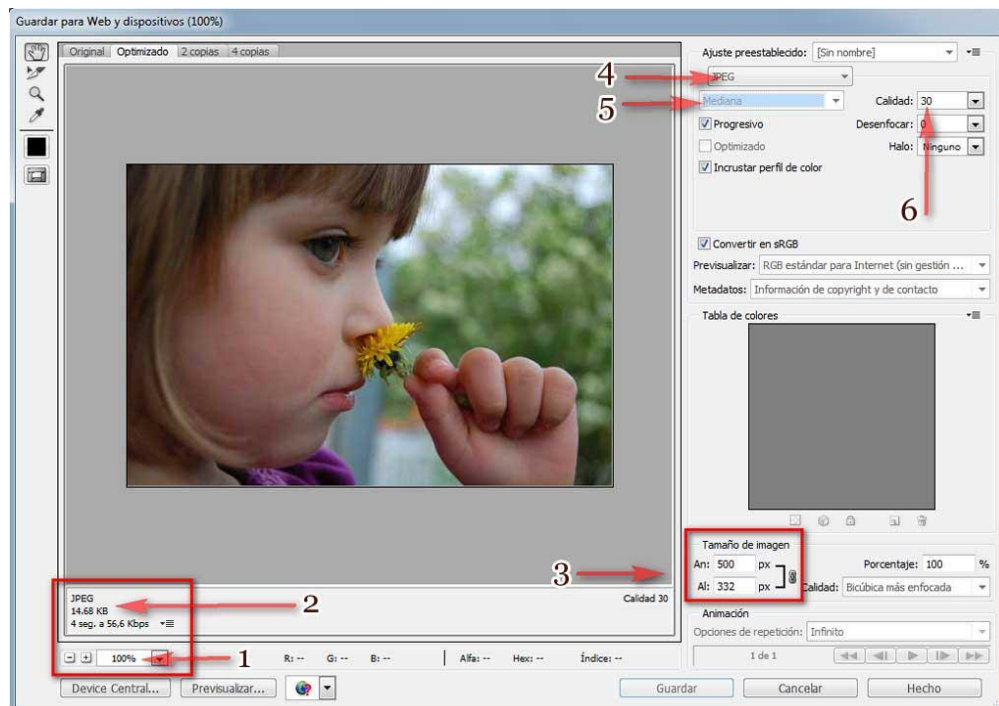 Guardar para Web y dispositivos (100%)
Original Optimizado 2 copias 4 copias
Ajuste preestablecido: [Sin nombre]
4 JPEG
5 Mediana Calidad: 30
Progresivo Desenfocar: 0
Optimizado Halo: Ninguno
Incrustar perfil de color
6
Convertir en sRGB
Previsualizar: RGB estándar para Internet (sin gestión ...
Metadatos: Información de copyright y de contacto
Tabla de colores
Tamaño de imagen
An: 500 px Porcentaje: 100 %
3
Al: 332 px Calidad: Bicúbica más enfocada
JPEG Calidad 30
14.68 KB 2
4 seg. a 56,6 Kbps
Animación
Opciones de repetición: Infinito
100% 1 R: -- G: -- B: -- Alfa: -- Hex: -- Índice: --
1 de 1
Device Central... Previsualizar... Guardar Cancelar Hecho